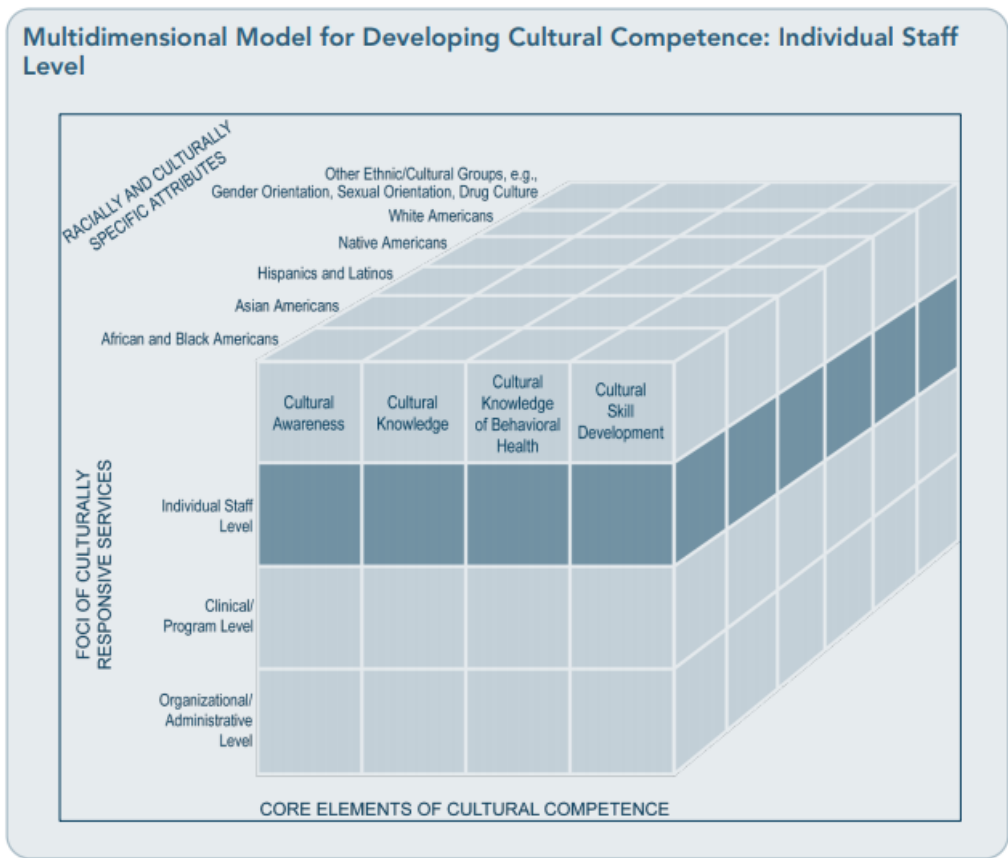 Multidimensional Model for Developing Cultural Competence: Individual Staff
Level
RACIALLY AND CULTURALLY
SPECIFIC ATTRIBUTES
Other Ethnic/Cultural Groups, e.g.,
Gender Orientation, Sexual Orientation, Drug Culture
White Americans
Native Americans
Hispanics and Latinos
Asian Americans
African and Black Americans
Cultural
Awareness
Cultural
Knowledge
Cultural
Knowledge
of Behavioral
Health
Cultural
Skill
Development
FOCI OF CULTURALLY
RESPONSIVE SERVICES
Individual Staff
Level
Clinical/
Program Level
Organizational/
Administrative
Level
CORE ELEMENTS OF CULTURAL COMPETENCE